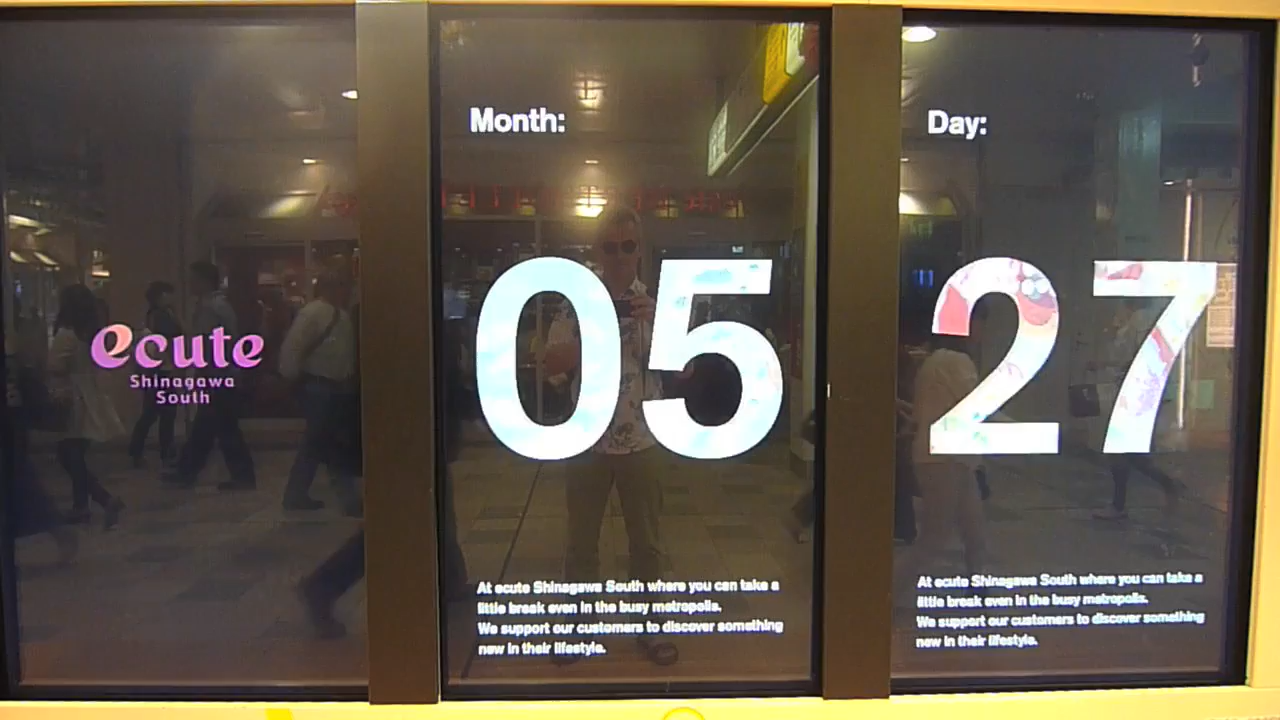 ecute
Shinagawa
South
Month:
05
At ecute Shinagawa South where you can take a
little break even in the busy metropolis.
We support our customers to discover something
new in their lifestyle.
Day:
27
At ecute Shinagawa South where you can take a
little break even in the busy metropolis.
We support our customers to discover something
new in their lifestyle.